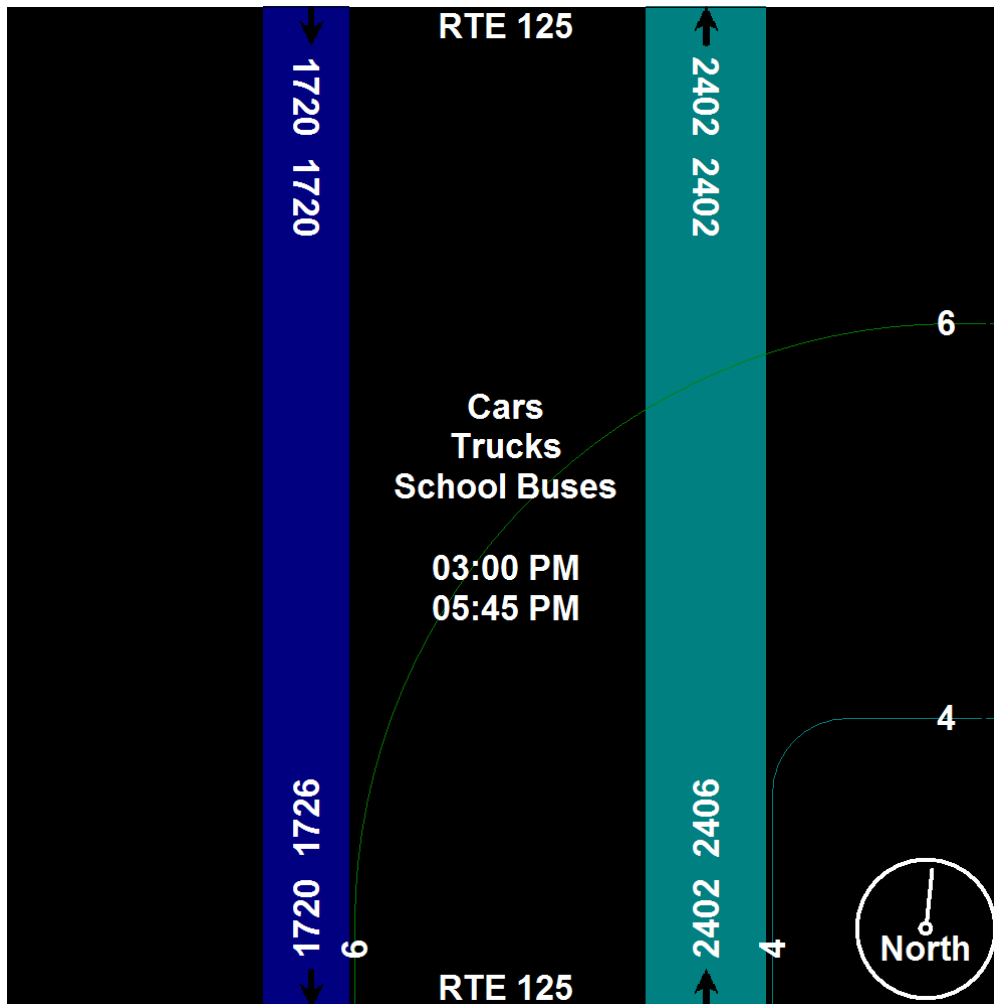 RTE 125
1720 1720
2402 2402
6
Cars
Trucks
School Buses
03:00 PM
05:45 PM
4
1720 1726
6
2402 2406
4
North
RTE 125